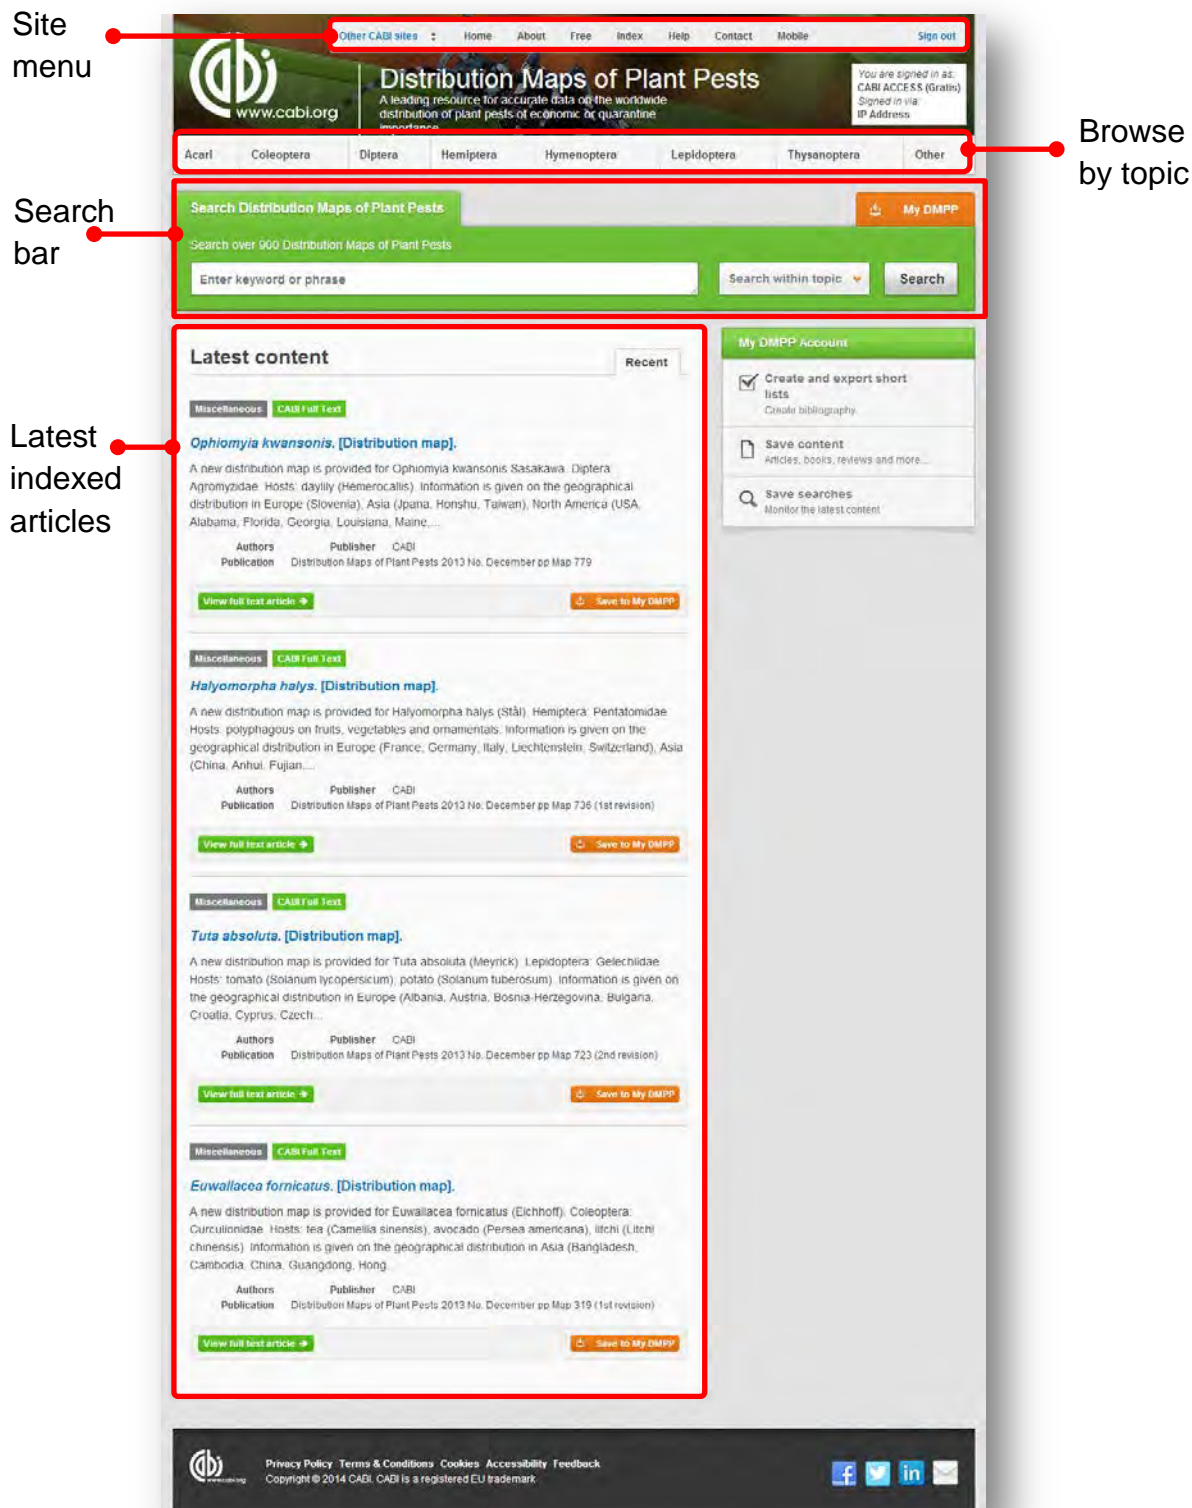 Site
menu
Other CABI sites Home About Free Index Help Contact Mobile Sign out
www.cabi.org
Distribution Maps of Plant Pests
A leading resource for accurate data on the worldwide
distribution of plant pests of economic or quarantine
importance
You are signed in as:
CABI ACCESS (Gratis)
Signed in via:
IP Address
Acari Coleoptera Diptera Hemiptera Hymenoptera Lepidoptera Thysanoptera Other
Browse
by topic
Search
bar
Search Distribution Maps of Plant Pests
My DMPP
Search over 900 Distribution Maps of Plant Pests
Enter keyword or phrase Search within topic Search
Latest
indexed
articles
Latest content
Recent
Miscellaneous CABI Full Text
Ophiomyia kwansonis. [Distribution map].
A new distribution map is provided for Ophiomyia kwansonis Sasakawa. Diptera:
Agromyzidae. Hosts: daylily (Hemerocallis). Information is given on the geographical
distribution in Europe (Slovenia), Asia (Jpana, Honshu, Taiwan), North America (USA,
Alabama, Florida, Georgia, Louisiana, Maine,...
Authors Publisher CABI
Publication Distribution Maps of Plant Pests 2013 No. December pp Map 779
View full text article Save to My DMPP
Miscellaneous CABI Full Text
Halyomorpha halys. [Distribution map].
A new distribution map is provided for Halyomorpha halys (Stål). Hemiptera: Pentatomidae.
Hosts: polyphagous on fruits, vegetables and ornamentals. Information is given on the
geographical distribution in Europe (France, Germany, Italy, Liechtenstein, Switzerland), Asia
(China, Anhui, Fujian,...
Authors Publisher CABI
Publication Distribution Maps of Plant Pests 2013 No. December pp Map 736 (1st revision)
View full text article Save to My DMPP
Miscellaneous CABI Full Text
Tuta absoluta. [Distribution map].
A new distribution map is provided for Tuta absoluta (Meyrick). Lepidoptera: Gelechiidae.
Hosts: tomato (Solanum lycopersicum), potato (Solanum tuberosum). Information is given on
the geographical distribution in Europe (Albania, Austria, Bosnia-Herzegovina, Bulgaria,
Croatia, Cyprus, Czech...
Authors Publisher CABI
Publication Distribution Maps of Plant Pests 2013 No. December pp Map 723 (2nd revision)
View full text article Save to My DMPP
Miscellaneous CABI Full Text
Euwallacea fornicatus. [Distribution map].
A new distribution map is provided for Euwallacea fornicatus (Eichhoff). Coleoptera:
Curculionidae. Hosts: tea (Camellia sinensis), avocado (Persea americana), litchi (Litchi
chinensis). Information is given on the geographical distribution in Asia (Bangladesh,
Cambodia, China, Guangdong, Hong...
Authors Publisher CABI
Publication Distribution Maps of Plant Pests 2013 No. December pp Map 319 (1st revision)
View full text article Save to My DMPP
My DMPP Account
Create and export short
lists
Create bibliography
Save content
Articles, books, reviews and more...
Save searches
Monitor the latest content
cabi
www.cabi.org
Privacy Policy Terms & Conditions Cookies Accessibility Feedback
Copyright © 2014 CABI. CABI is a registered EU trademark
f in